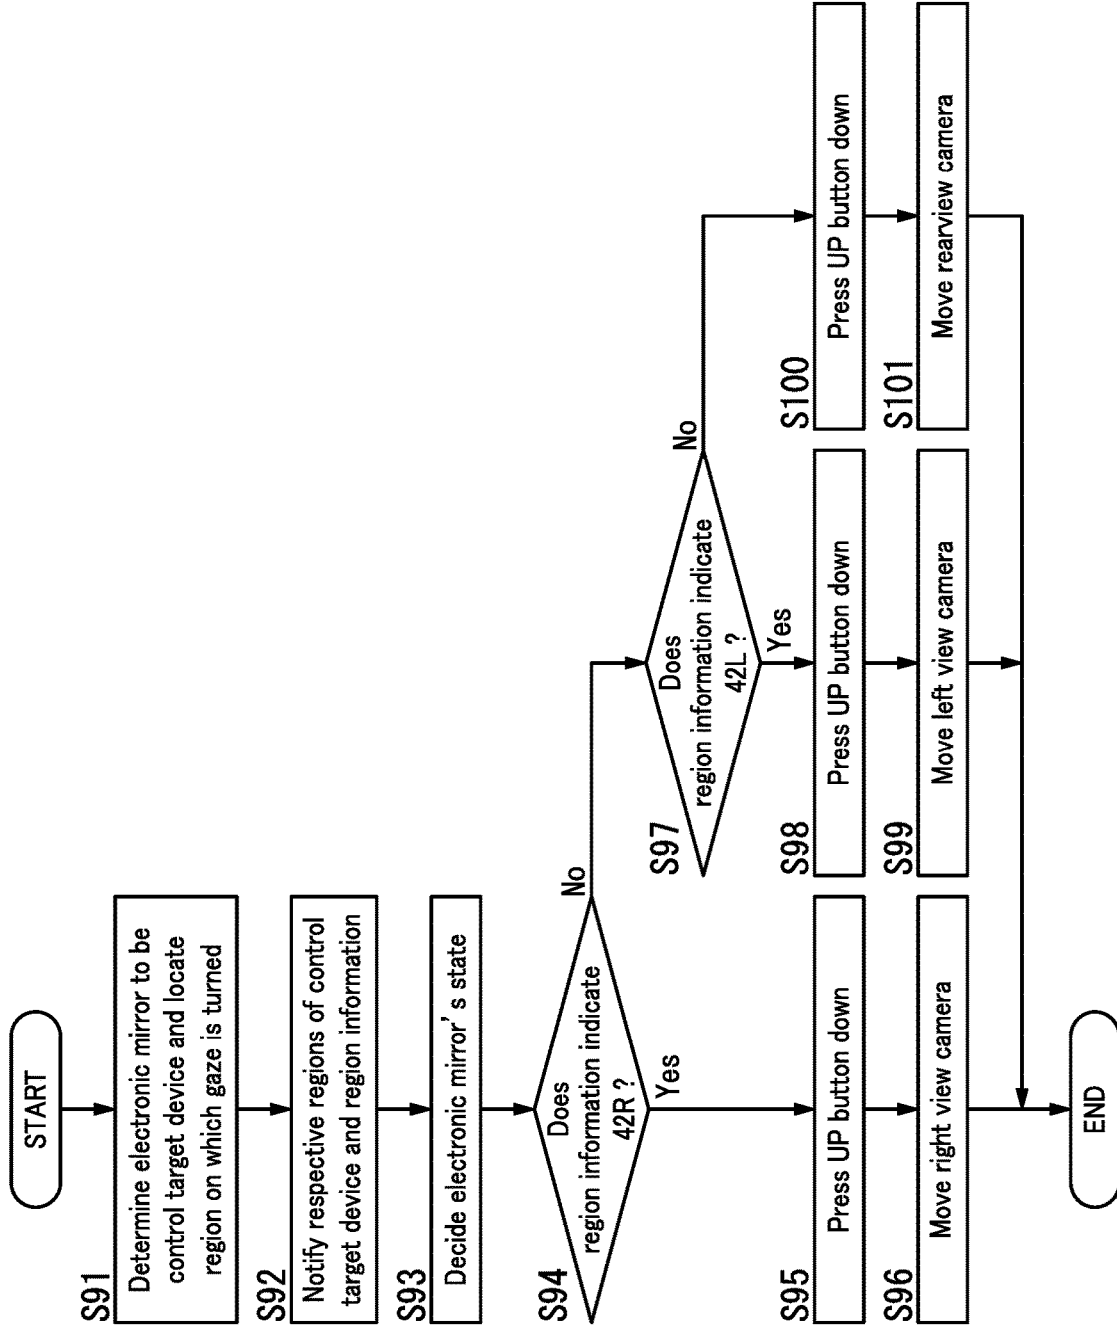 START
S91
Determine electronic mirror to be
control target device and locate
region on which gaze is turned
S92
Notify respective regions of control
target device and region information
S93
Decide electronic mirror's state
S94
Does
region information indicate
42R ?
Yes
No
S95
Press UP button down
S96
Move right view camera
S97
Does
region information indicate
42L ?
Yes
No
S98
Press UP button down
S99
Move left view camera
S100
Press UP button down
S101
Move rearview camera
END